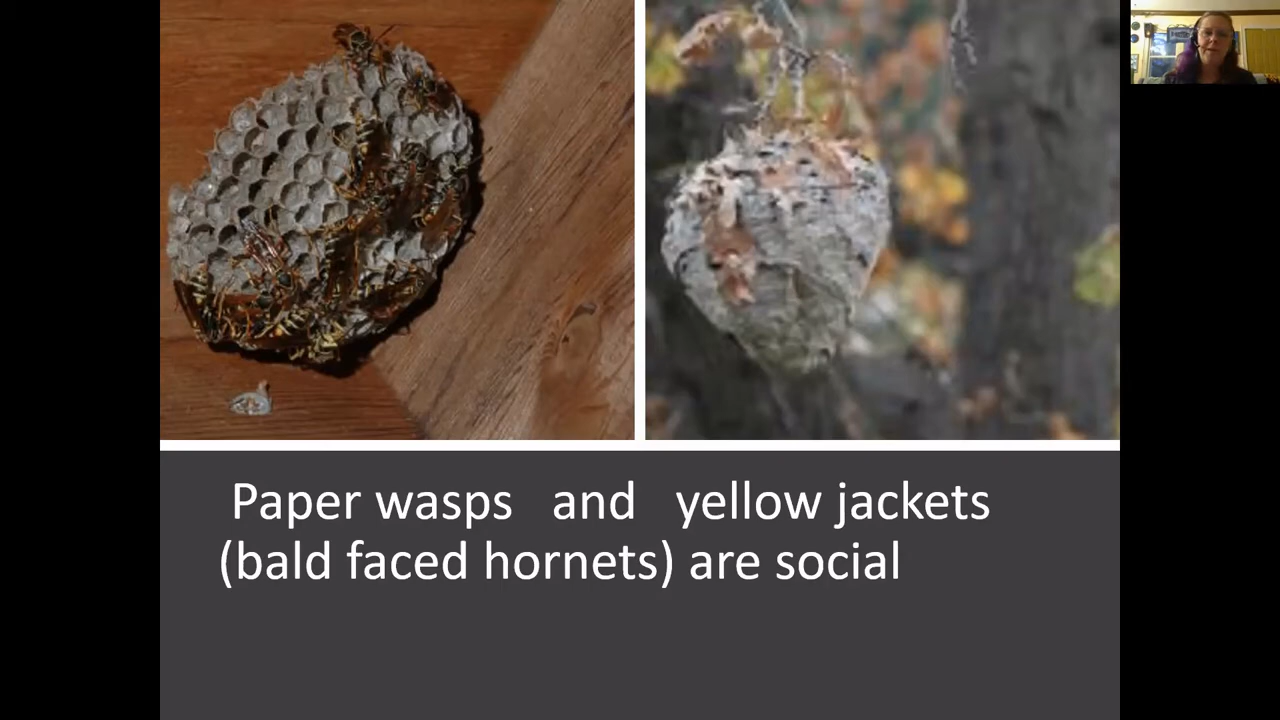 Paper wasps and yellow jackets
(bald faced hornets) are social